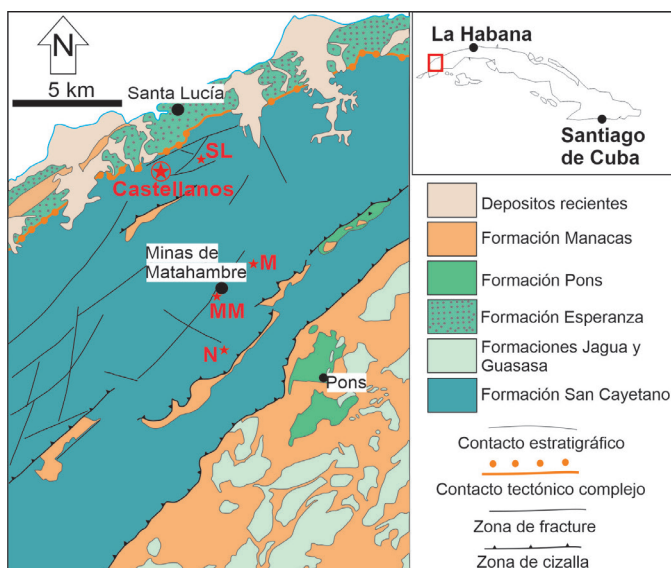 N
5 km
Santa Lucía
SL
Castellanos
Minas de
Matahambre
M
MM
N
Pons
La Habana
Santiago
de Cuba
Depositos recientes
Formación Manacas
Formación Pons
Formación Esperanza
Formaciones Jagua y
Guasasa
Formación San Cayetano
Contacto estratigráfico
Contacto tectónico complejo
Zona de fracture
Zona de cizalla